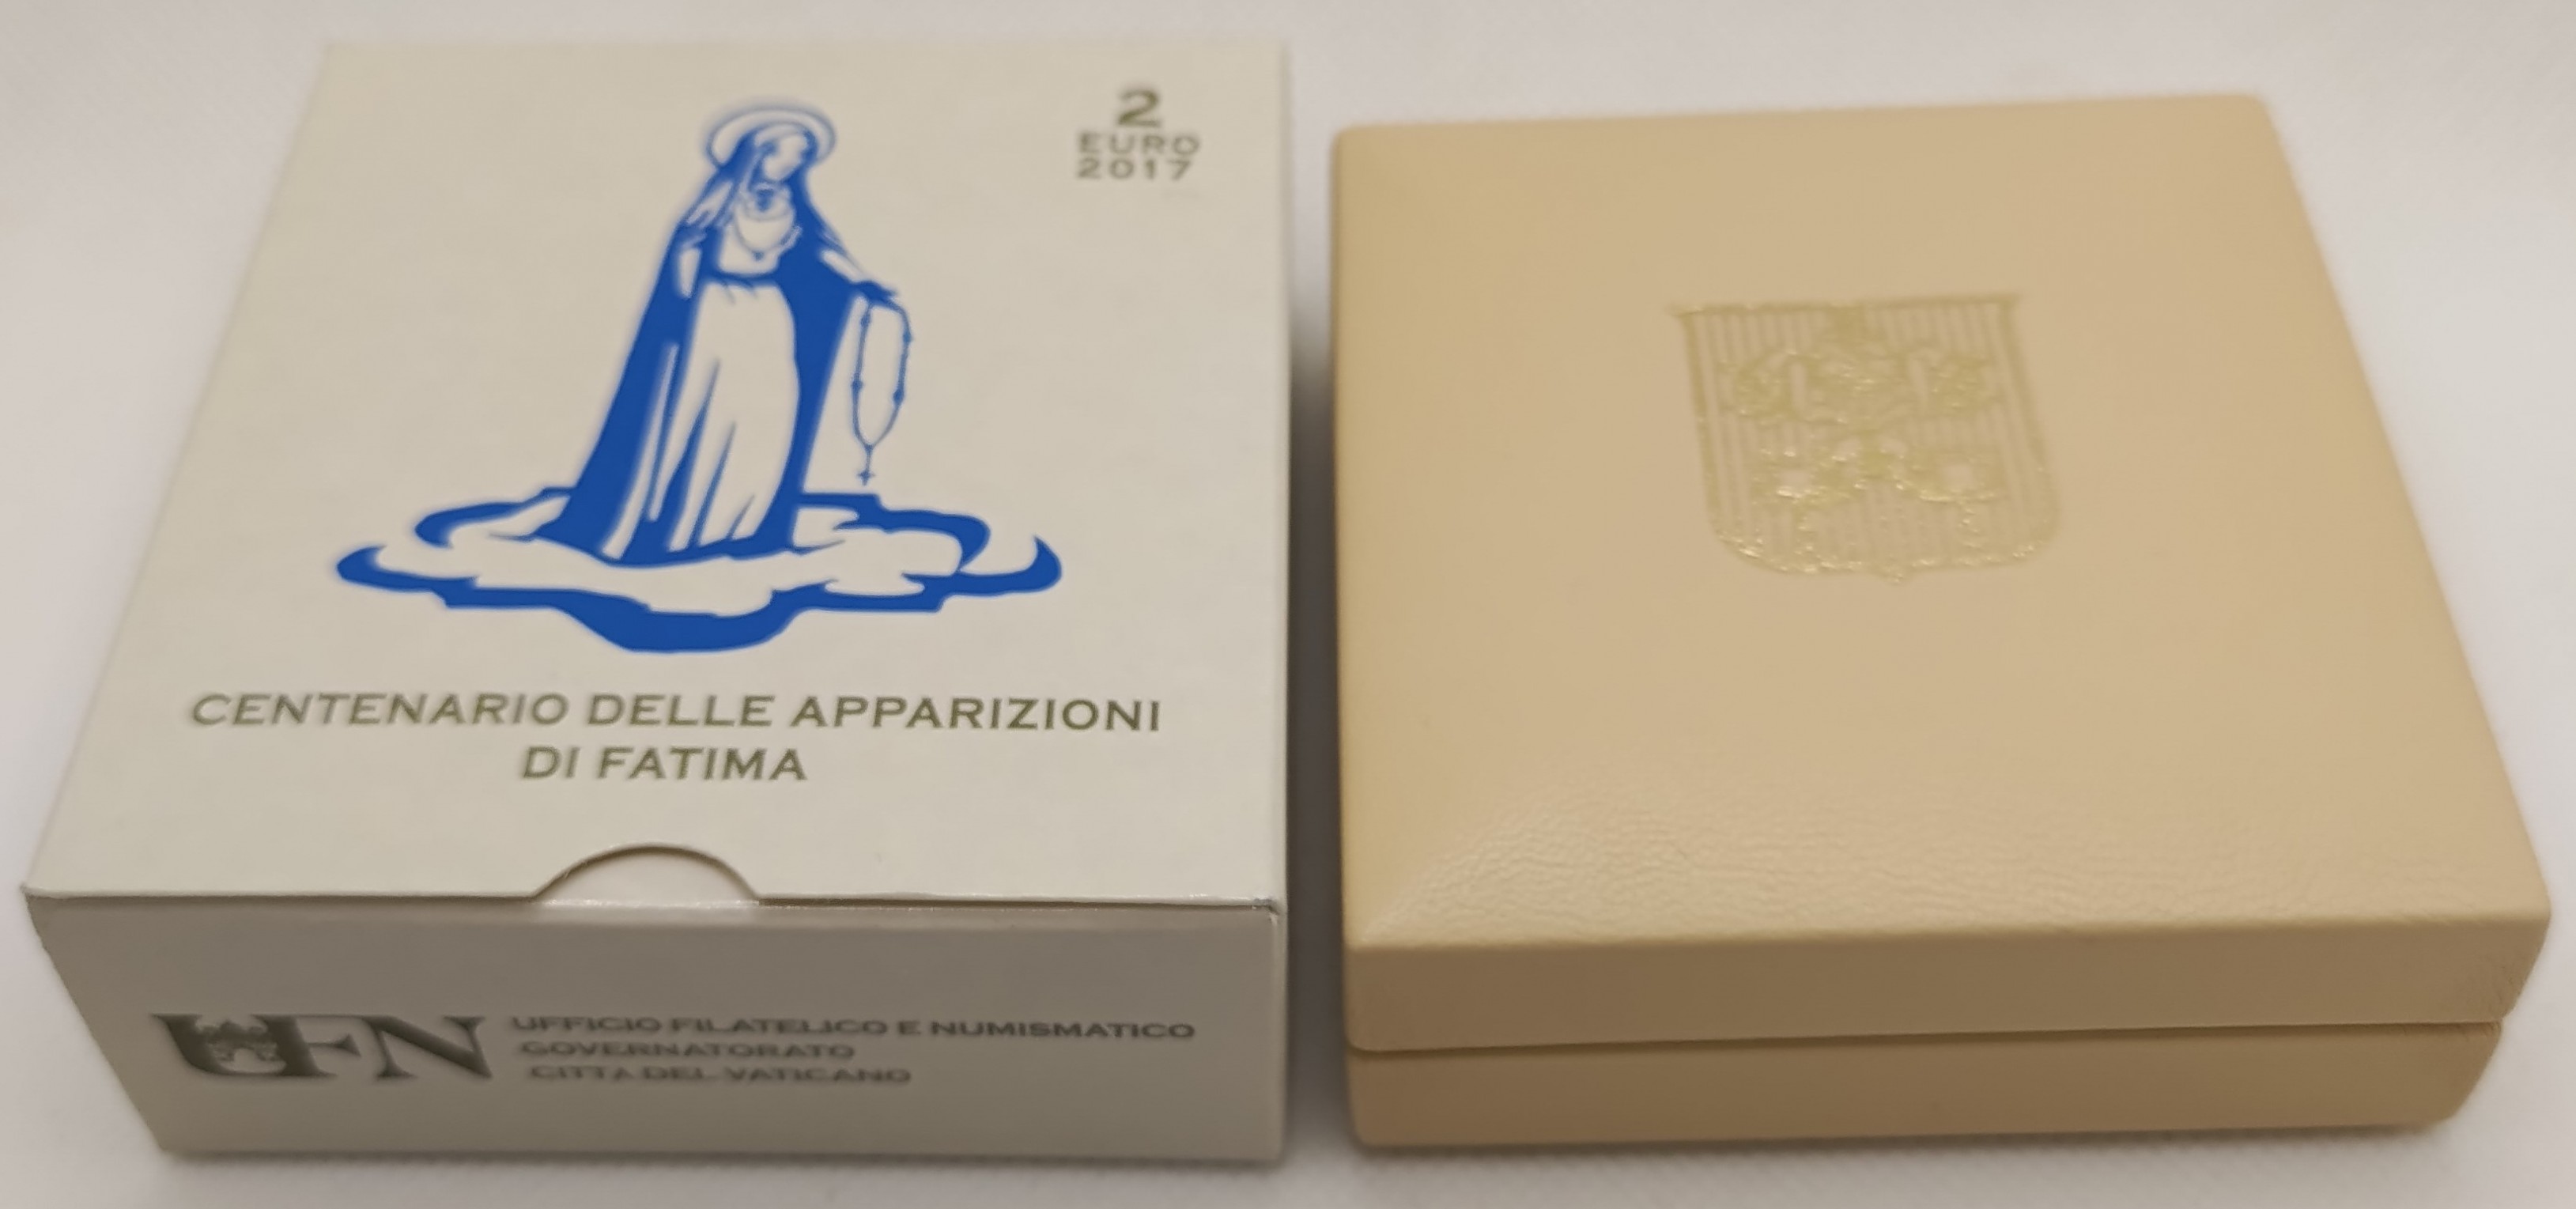 2
EURO
2017
CENTENARIO DELLE APPARIZIONI
DI FATIMA
UFN
UFFICIO FILATELICO E NUMISMATICO
GOVERNATORATO
CITTÀ DEL VATICANO